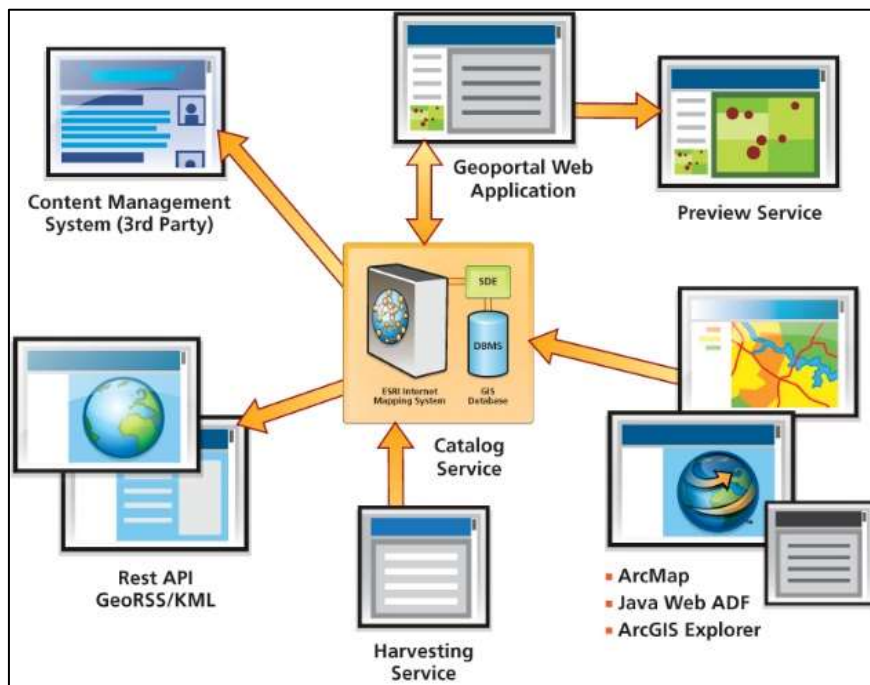 Geoportal Web
Application
Content Management
System (3rd Party)
Preview Service
SDE
DBMS
ESRI Internet
Mapping System
GIS
Database
Catalog
Service
Rest API
GeoRSS/KML
Harvesting
Service
ArcMap
Java Web ADF
ArcGIS Explorer